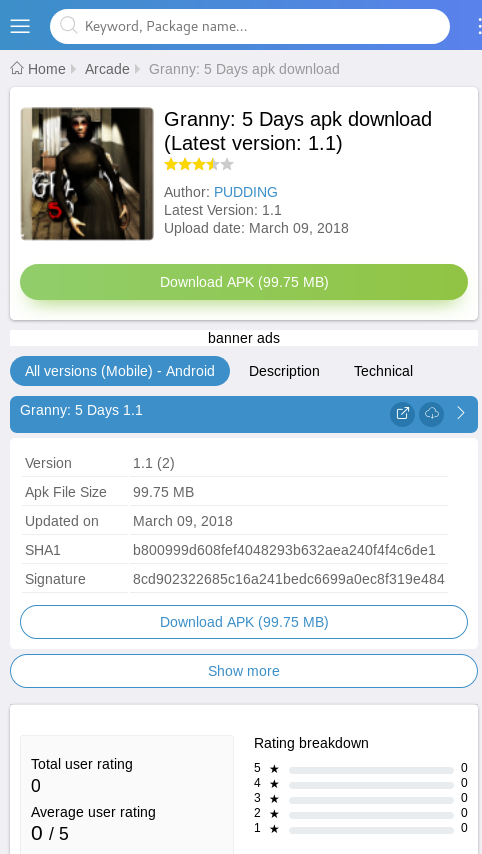 Keyword, Package name...
Home
Arcade
Granny: 5 Days apk download
Granny: 5 Days apk download
(Latest version: 1.1)
Author: PUDDING
Latest Version: 1.1
Upload date: March 09, 2018
Download APK (99.75 MB)
banner ads
All versions (Mobile) - Android
Description
Technical
Granny: 5 Days 1.1
Version 1.1 (2)
Apk File Size 99.75 MB
Updated on March 09, 2018
SHA1 b800999d608fef4048293b632aea240f4f4c6de1
Signature 8cd902322685c16a241bedc6699a0ec8f319e484
Download APK (99.75 MB)
Show more
Total user rating
0
Average user rating
0 / 5
Rating breakdown
5 ★ 0
4 ★ 0
3 ★ 0
2 ★ 0
1 ★ 0